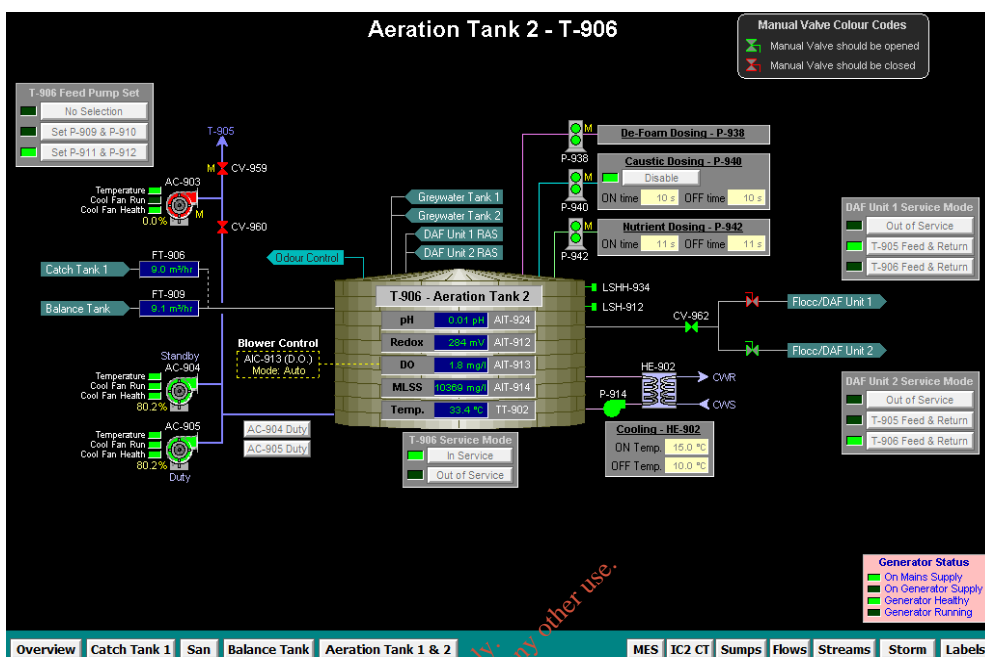 Aeration Tank 2 - T-906
Manual Valve Colour Codes
Manual Valve should be opened
Manual Valve should be closed
T-906 Feed Pump Set
No Selection
Set P-909 & P-910
Set P-911 & P-912
T-905
M
CV-959
AC-903
Temperature
Cool Fan Run
Cool Fan Health
0.0%
M
CV-960
P-938
M
De-Foam Dosing - P-938
P-940
M
Caustic Dosing - P-940
Disable
ON time 10 s OFF time 10 s
P-942
M
Nutrient Dosing - P-942
ON time 11 s OFF time 11 s
Greywater Tank 1
Greywater Tank 2
DAF Unit 1 RAS
DAF Unit 2 RAS
Odour Control
DAF Unit 1 Service Mode
Out of Service
T-905 Feed & Return
T-906 Feed & Return
FT-906
Catch Tank 1
9.0 m³/hr
FT-909
Balance Tank
9.1 m³/hr
T-906 - Aeration Tank 2
pH 0.01 pH AIT-924
Redox 284 mV AIT-912
DO 1.8 mg/l AIT-913
MLSS 10369 mg/l AIT-914
Temp. 33.4 °C TT-902
LSHH-934
LSH-912
CV-962
Flocc/DAF Unit 1
Flocc/DAF Unit 2
Blower Control
AIC-913 (D.O.)
Mode: Auto
Standby
AC-904
Temperature
Cool Fan Run
Cool Fan Health
80.2%
AC-905
Temperature
Cool Fan Run
Cool Fan Health
80.2%
Duty
AC-904 Duty
AC-905 Duty
HE-902
CWR
CWS
P-914
Cooling - HE-902
ON Temp. 15.0 °C
OFF Temp. 10.0 °C
T-906 Service Mode
In Service
Out of Service
DAF Unit 2 Service Mode
Out of Service
T-905 Feed & Return
T-906 Feed & Return
Generator Status
On Mains Supply
On Generator Supply
Generator Healthy
Generator Running
any other use.
Overview Catch Tank 1 San Balance Tank Aeration Tank 1 & 2 MES IC2 CT Sumps Flows Streams Storm Labels